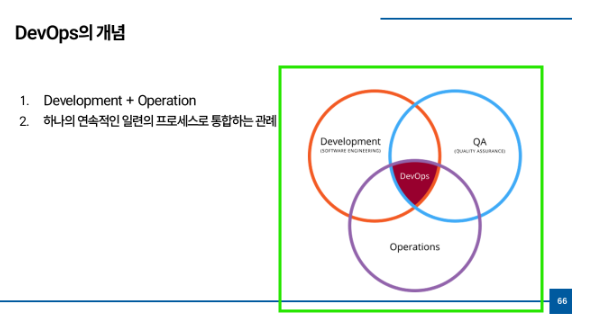 DevOps의 개념
1. Development + Operation
2. 하나의 연속적인 일련의 프로세스로 통합하는 관례
Development
(SOFTWARE ENGINEERING)
QA
(QUALITY ASSURANCE)
DevOps
Operations
66